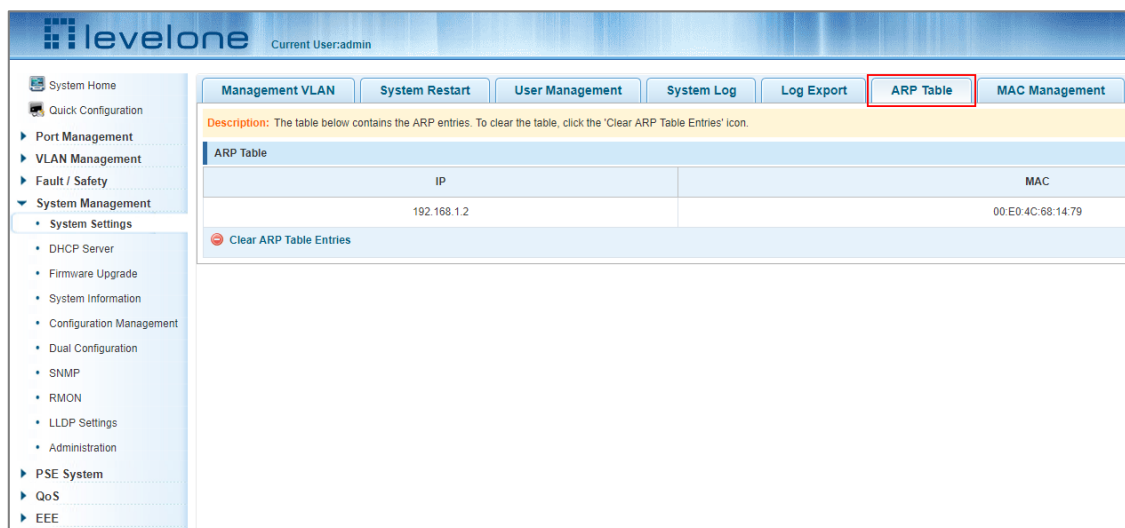 levelone
Current User:admin
System Home
Quick Configuration
Port Management
VLAN Management
Fault / Safety
System Management
System Settings
DHCP Server
Firmware Upgrade
System Information
Configuration Management
Dual Configuration
SNMP
RMON
LLDP Settings
Administration
PSE System
QoS
EEE
Management VLAN System Restart User Management System Log Log Export ARP Table MAC Management
Description: The table below contains the ARP entries. To clear the table, click the 'Clear ARP Table Entries' icon.
ARP Table
IP MAC
192.168.1.2 00:E0:4C:68:14:79
Clear ARP Table Entries